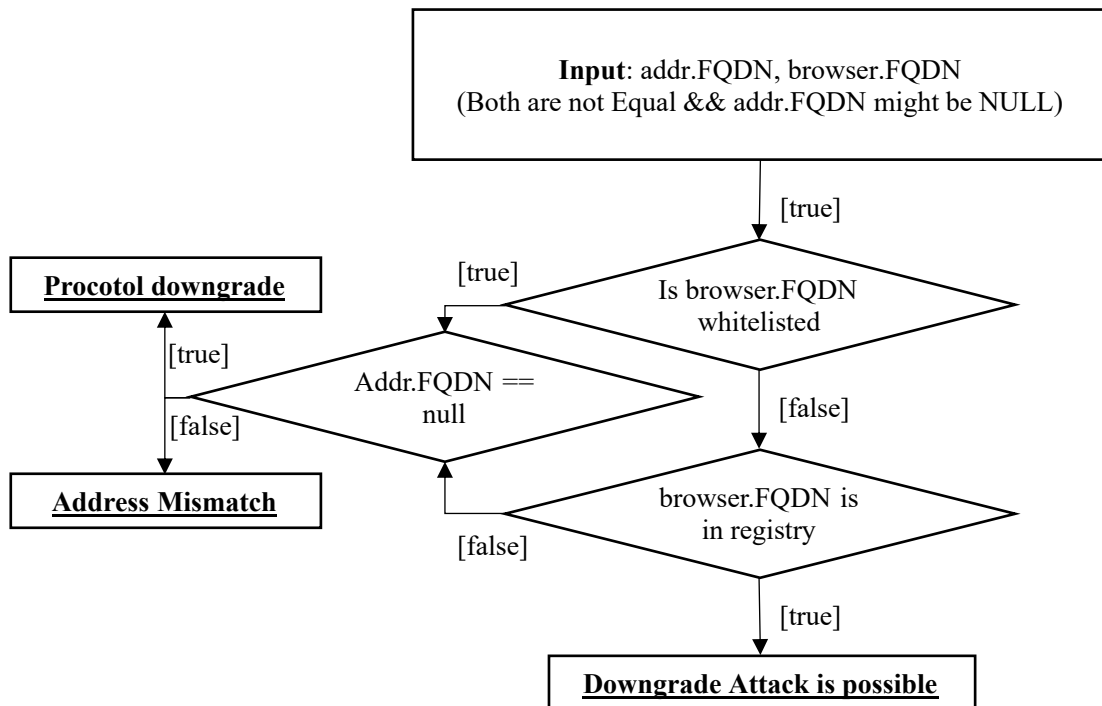 Input: addr.FQDN, browser.FQDN
(Both are not Equal && addr.FQDN might be NULL)
[true]
[true]
Is browser.FQDN
whitelisted
Procotol downgrade
[true]
Addr.FQDN ==
null
[false]
[false]
Address Mismatch
browser.FQDN is
in registry
[false]
[true]
Downgrade Attack is possible